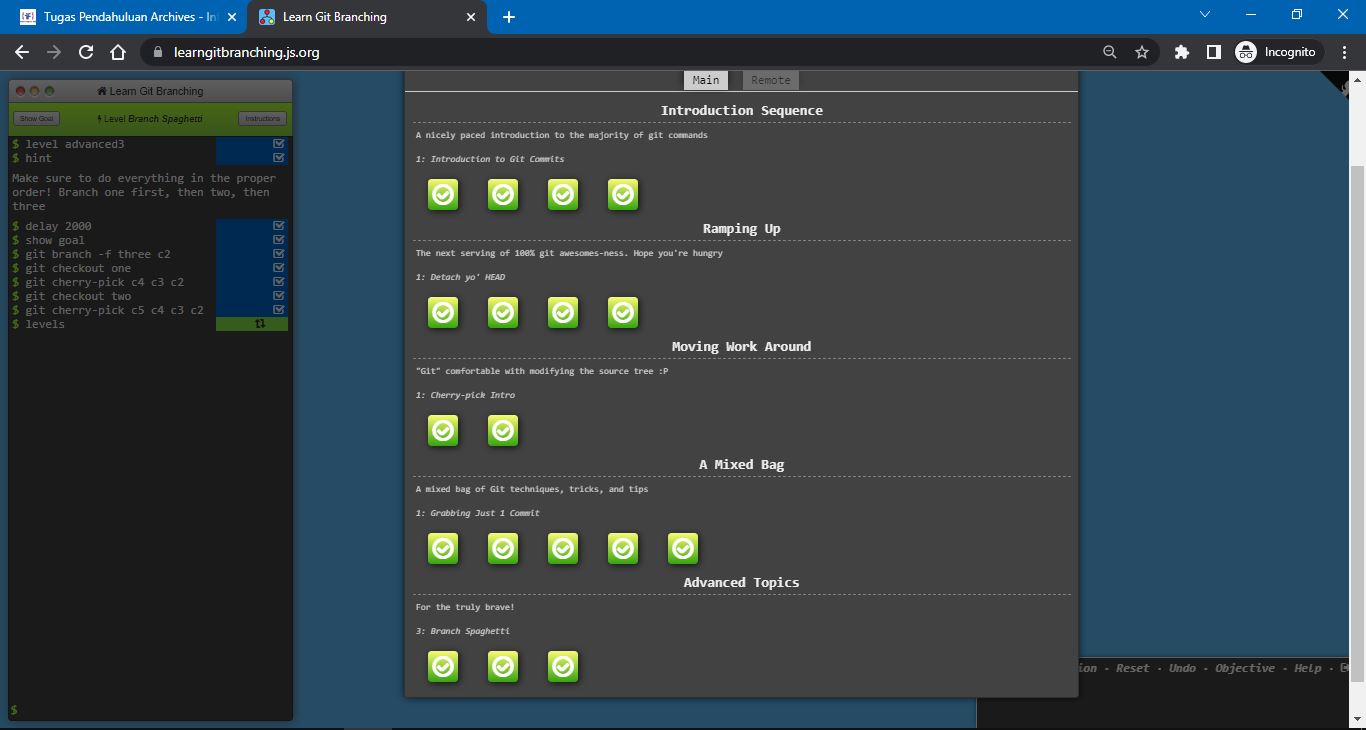 Tugas Pendahuluan Archives - In
Learn Git Branching
learngitbranching.js.org
Incognito
Learn Git Branching
Show Goal
Level Branch Spaghetti
Instructions
$ level advanced3
$ hint
Make sure to do everything in the proper
order! Branch one first, then two, then
three
$ delay 2000
$ show goal
$ git branch -f three c2
$ git checkout one
$ git cherry-pick c4 c3 c2
$ git checkout two
$ git cherry-pick c5 c4 c3 c2
$ levels
$
Main
Remote
Introduction Sequence
A nicely paced introduction to the majority of git commands
1: Introduction to Git Commits
Ramping Up
The next serving of 100% git awesomes-ness. Hope you're hungry
1: Detach yo' HEAD
Moving Work Around
"Git" comfortable with modifying the source tree :P
1: Cherry-pick Intro
A Mixed Bag
A mixed bag of Git techniques, tricks, and tips
1: Grabbing Just 1 Commit
Advanced Topics
For the truly brave!
3: Branch Spaghetti
ion - Reset - Undo - Objective - Help -